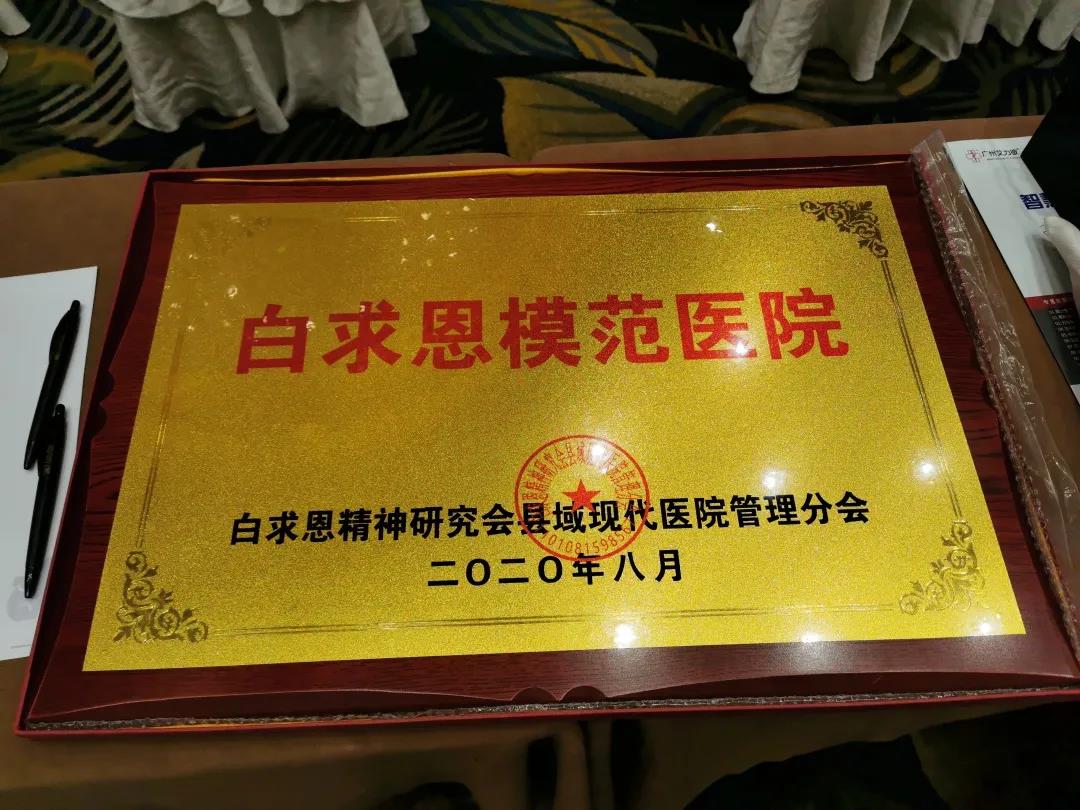 白求恩模范医院
白求恩精神研究会县域现代医院管理分会
二〇二〇年八月